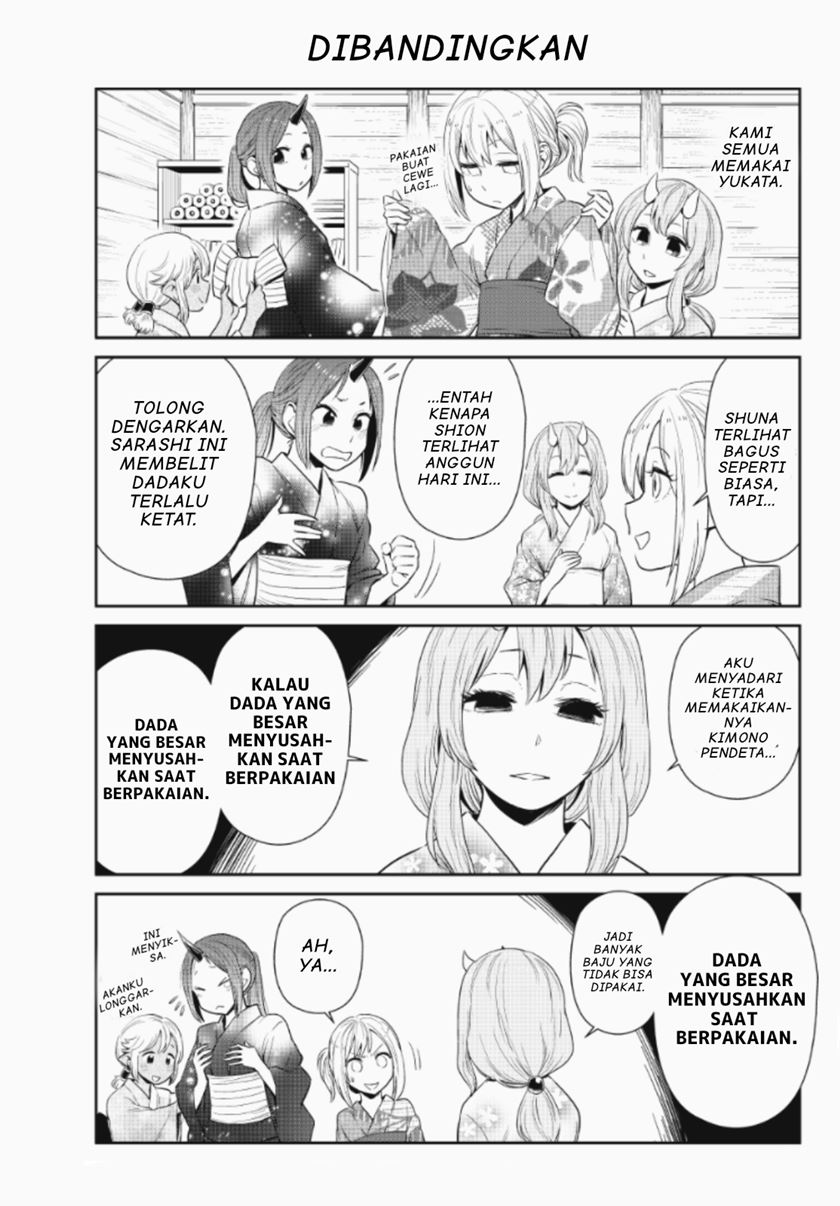 DIBANDINGKAN
KAMI
SEMUA
MEMAKAI
YUKATA.
PAKAIAN
BUAT
CEWE
LAGI...
SHUNA
TERLIHAT
BAGUS
SEPERTI
BIASA,
TAPI...
...ENTAH
KENAPA
SHION
TERLIHAT
ANGGUN
HARI INI...
TOLONG
DENGARKAN.
SARASHI INI
MEMBELIT
DADAKU
TERLALU
KETAT.
AKU
MENYADARI
KETIKA
MEMAKAIKAN-
NYA
KIMONO
PENDETA...
KALAU
DADA YANG
BESAR
MENYUSAH-
KAN SAAT
BERPAKAIAN
DADA
YANG BESAR
MENYUSAH-
KAN SAAT
BERPAKAIAN.
DADA
YANG BESAR
MENYUSAHKAN
SAAT
BERPAKAIAN.
JADI
BANYAK
BAJU YANG
TIDAK BISA
DIPAKAI.
AH,
YA...
INI
MENYIK-
SA.
AKANKU
LONGGAR-
KAN.